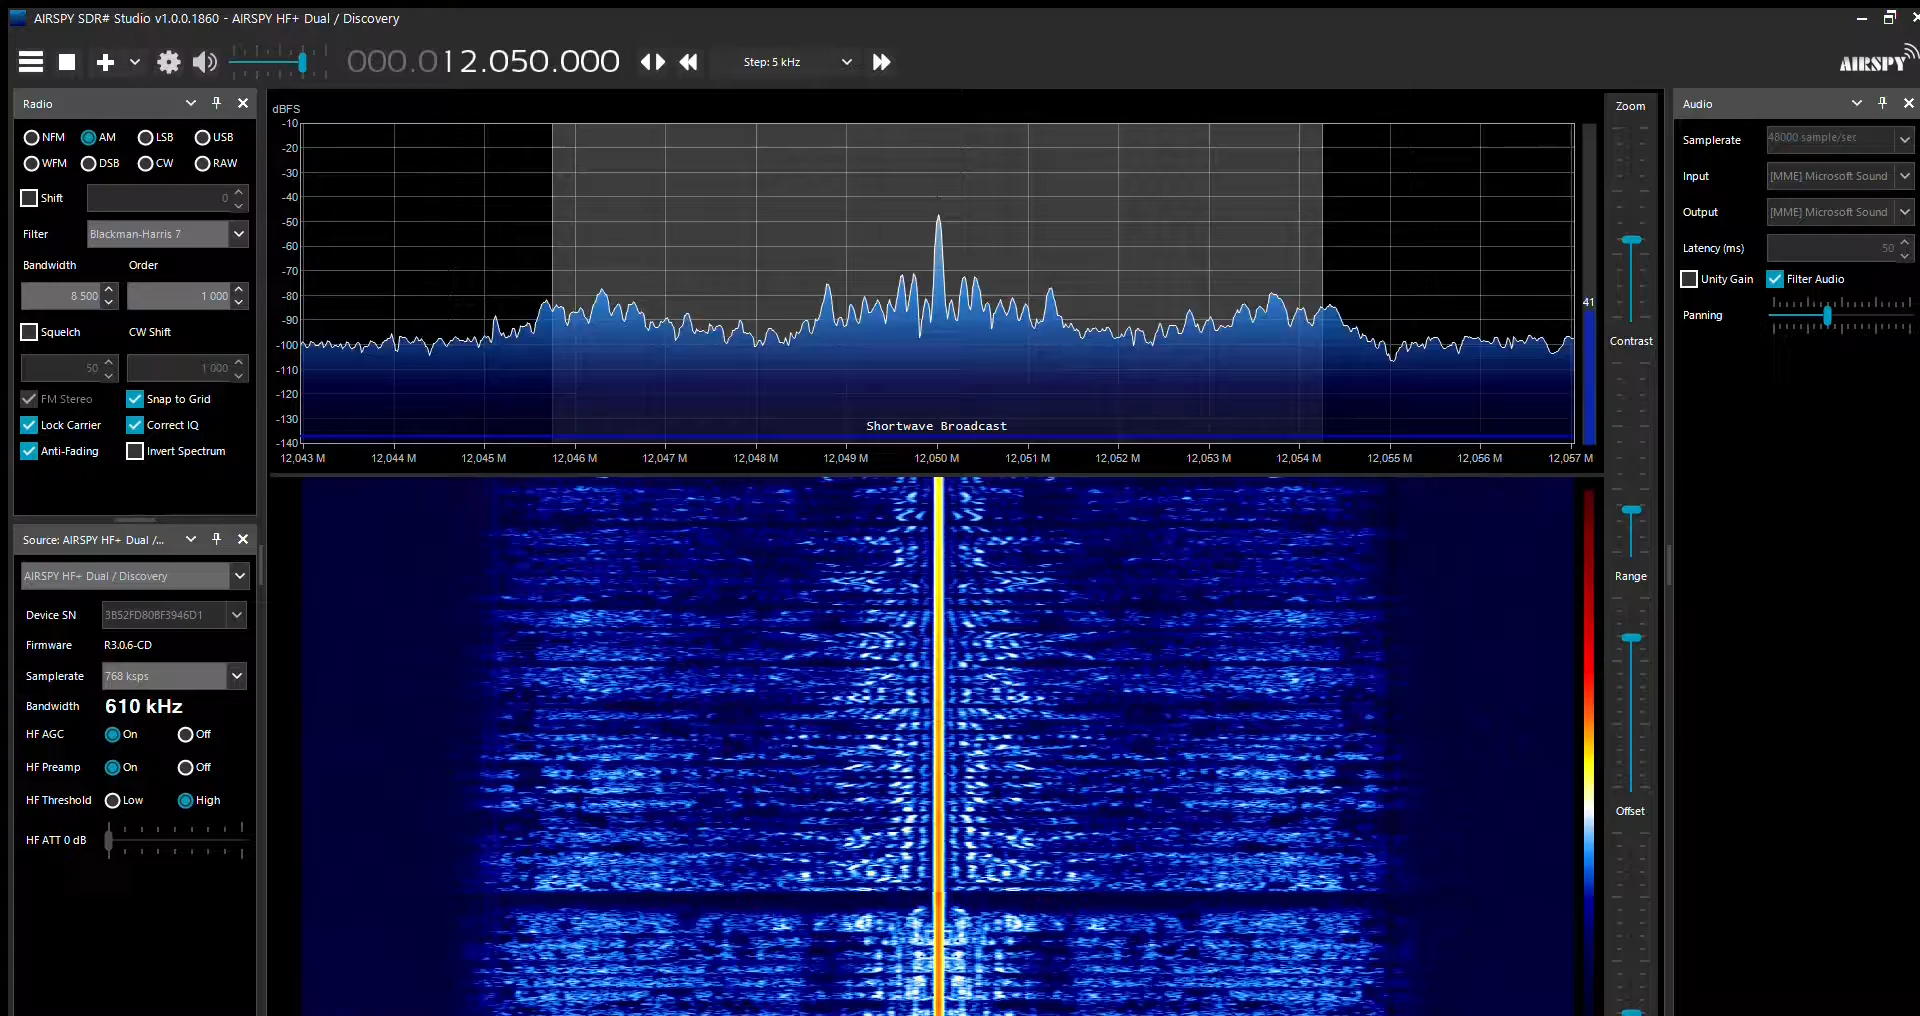 AIRSPY SDR# Studio v1.0.0.1860 - AIRSPY HF+ Dual / Discovery
000.012.050.000
Step: 5 kHz
AIRSPY
Radio
NFM AM LSB USB
WFM DSB CW RAW
Shift 0
Filter Blackman-Harris 7
Bandwidth Order
8 500 1 000
Squelch CW Shift
50 1 000
FM Stereo Snap to Grid
Lock Carrier Correct IQ
Anti-Fading Invert Spectrum
Source: AIRSPY HF+ Dual /...
AIRSPY HF+ Dual / Discovery
Device SN 3B52FD80BF3946D1
Firmware R3.0.6-CD
Samplerate 768 ksps
Bandwidth 610 kHz
HF AGC On Off
HF Preamp On Off
HF Threshold Low High
HF ATT 0 dB
dBFS
-10
-20
-30
-40
-50
-60
-70
-80
-90
-100
-110
-120
-130
-140
Shortwave Broadcast
12,043 M 12,044 M 12,045 M 12,046 M 12,047 M 12,048 M 12,049 M 12,050 M 12,051 M 12,052 M 12,053 M 12,054 M 12,055 M 12,056 M 12,057 M
41
Zoom
Contrast
Range
Offset
Audio
Samplerate 48000 sample/sec
Input [MME] Microsoft Sound
Output [MME] Microsoft Sound
Latency (ms) 50
Unity Gain Filter Audio
Panning